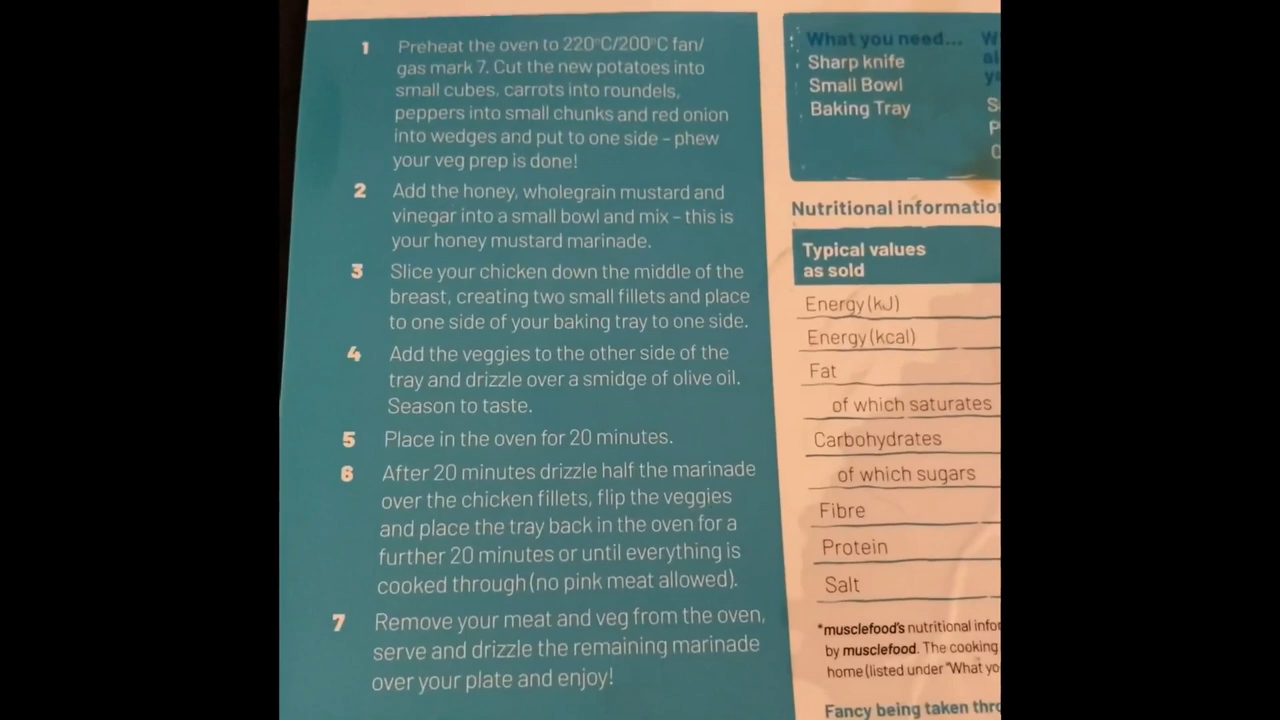 1 Preheat the oven to 220°C/200°C fan/
gas mark 7. Cut the new potatoes into
small cubes, carrots into roundels,
peppers into small chunks and red onion
into wedges and put to one side – phew
your veg prep is done!
2 Add the honey, wholegrain mustard and
vinegar into a small bowl and mix – this is
your honey mustard marinade.
3 Slice your chicken down the middle of the
breast, creating two small fillets and place
to one side of your baking tray to one side.
4 Add the veggies to the other side of the
tray and drizzle over a smidge of olive oil.
Season to taste.
5 Place in the oven for 20 minutes.
6 After 20 minutes drizzle half the marinade
over the chicken fillets, flip the veggies
and place the tray back in the oven for a
further 20 minutes or until everything is
cooked through (no pink meat allowed).
7 Remove your meat and veg from the oven,
serve and drizzle the remaining marinade
over your plate and enjoy!
What you need...
Sharp knife
Small Bowl
Baking Tray
Nutritional informatio
Typical values
as sold
Energy (kJ)
Energy (kcal)
Fat
of which saturates
Carbohydrates
of which sugars
Fibre
Protein
Salt
*musclefood's nutritional info
by musclefood. The cooking
home (listed under "What yo
Fancy being taken thro